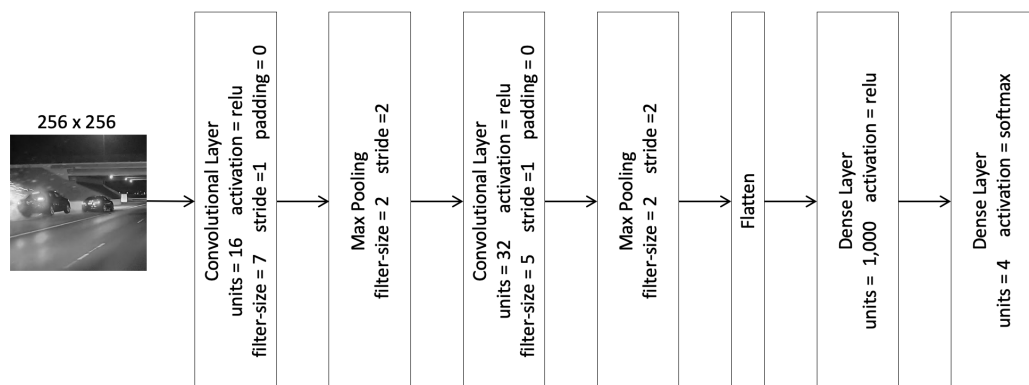 256 x 256
Convolutional Layer
units = 16 activation = relu
filter-size = 7 stride =1 padding = 0
Max Pooling
filter-size = 2 stride =2
Convolutional Layer
units = 32 activation = relu
filter-size = 5 stride =1 padding = 0
Max Pooling
filter-size = 2 stride =2
Flatten
Dense Layer
units = 1,000 activation = relu
Dense Layer
units = 4 activation = softmax